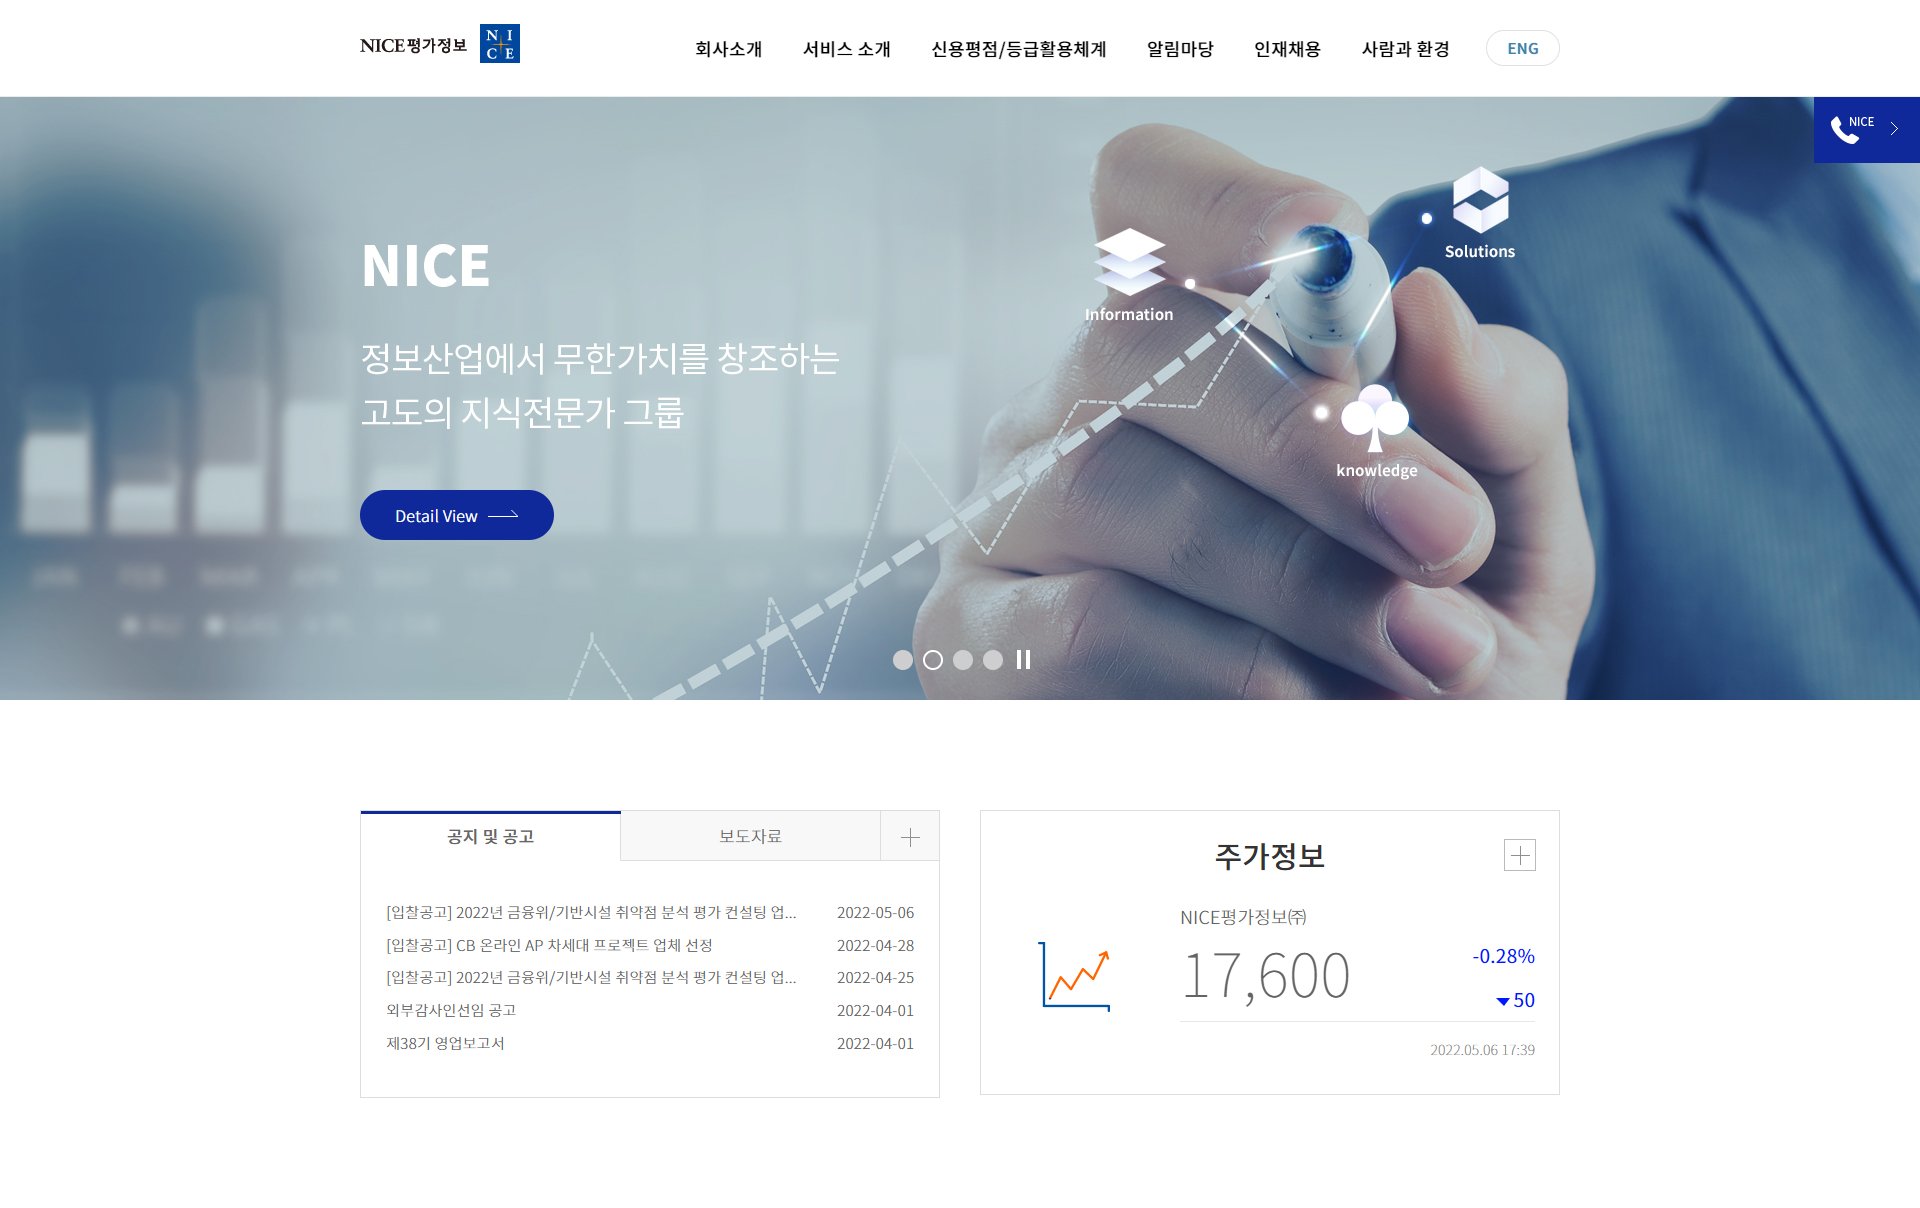 NICE평가정보
N I
C E
회사소개
서비스 소개
신용평점/등급활용체계
알림마당
인재채용
사람과 환경
ENG
NICE
NICE
정보산업에서 무한가치를 창조하는
고도의 지식전문가 그룹
Detail View
Information
Solutions
knowledge
공지 및 공고
보도자료
[입찰공고] 2022년 금융위/기반시설 취약점 분석 평가 컨설팅 업...
2022-05-06
[입찰공고] CB 온라인 AP 차세대 프로젝트 업체 선정
2022-04-28
[입찰공고] 2022년 금융위/기반시설 취약점 분석 평가 컨설팅 업...
2022-04-25
외부감사인선임 공고
2022-04-01
제38기 영업보고서
2022-04-01
주가정보
NICE평가정보㈜
17,600
-0.28%
50
2022.05.06 17:39